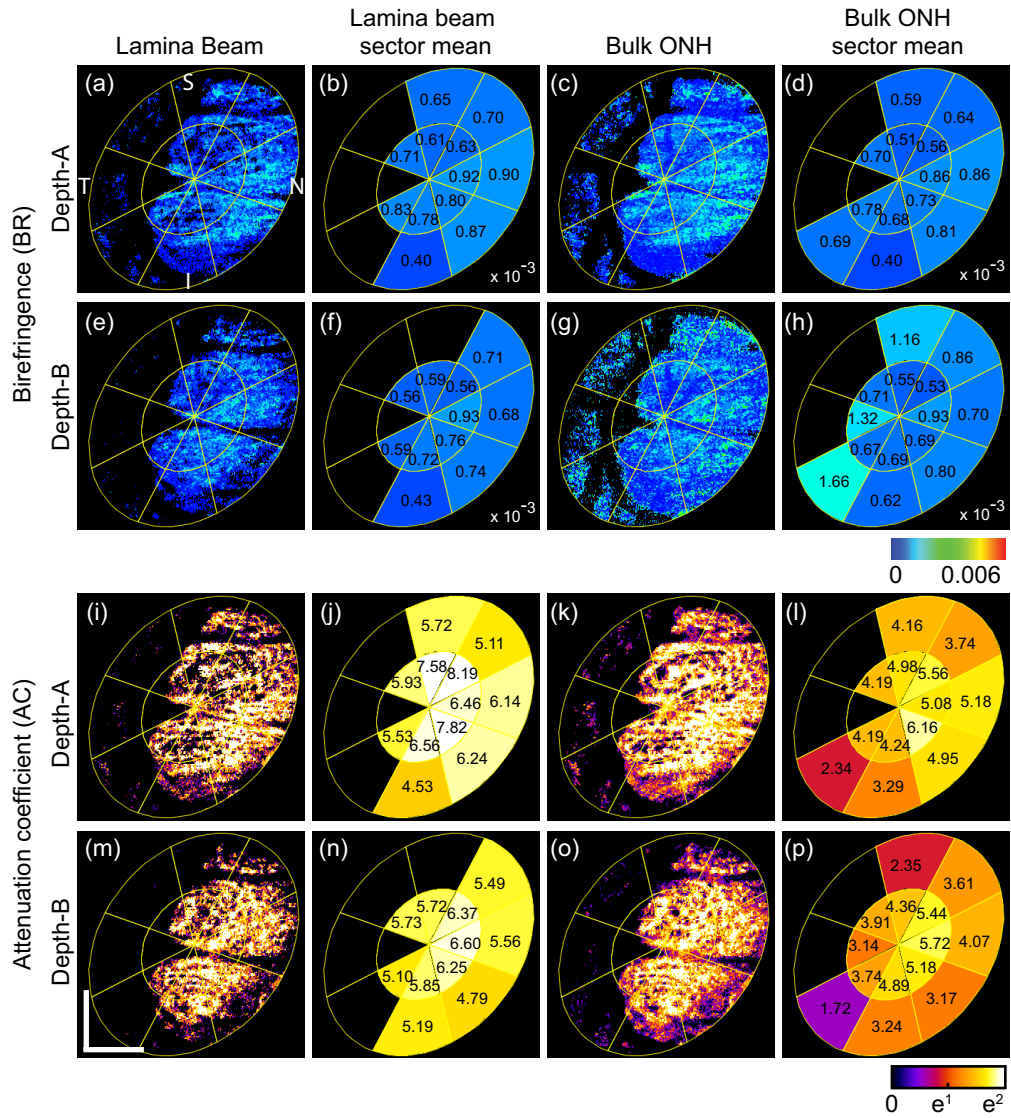 Lamina Beam
Lamina beam
sector mean
Bulk ONH
Bulk ONH
sector mean
Birefringence (BR)
Depth-A
(a)
S
T
N
I
(b)
0.65
0.70
0.61
0.63
0.71
0.92
0.90
0.83
0.80
0.78
0.87
0.40
x 10⁻³
(c)
(d)
0.59
0.64
0.51
0.56
0.70
0.86
0.86
0.78
0.73
0.68
0.69
0.81
0.40
x 10⁻³
Depth-B
(e)
(f)
0.71
0.59
0.56
0.56
0.93
0.68
0.59
0.76
0.72
0.74
0.43
x 10⁻³
(g)
(h)
1.16
0.86
0.55
0.53
0.71
1.32
0.93
0.70
0.67
0.69
0.69
1.66
0.80
0.62
x 10⁻³
0
0.006
Attenuation coefficient (AC)
Depth-A
(i)
(j)
5.72
5.11
7.58
8.19
5.93
6.46
6.14
5.53
7.82
6.56
6.24
4.53
(k)
(l)
4.16
3.74
4.98
5.56
4.19
5.08
5.18
4.19
6.16
4.24
2.34
4.95
3.29
Depth-B
(m)
(n)
5.49
5.72
6.37
5.73
6.60
5.56
5.10
6.25
5.85
4.79
5.19
(o)
(p)
2.35
3.61
4.36
5.44
3.91
3.14
5.72
4.07
3.74
5.18
4.89
1.72
3.17
3.24
0
e¹
e²